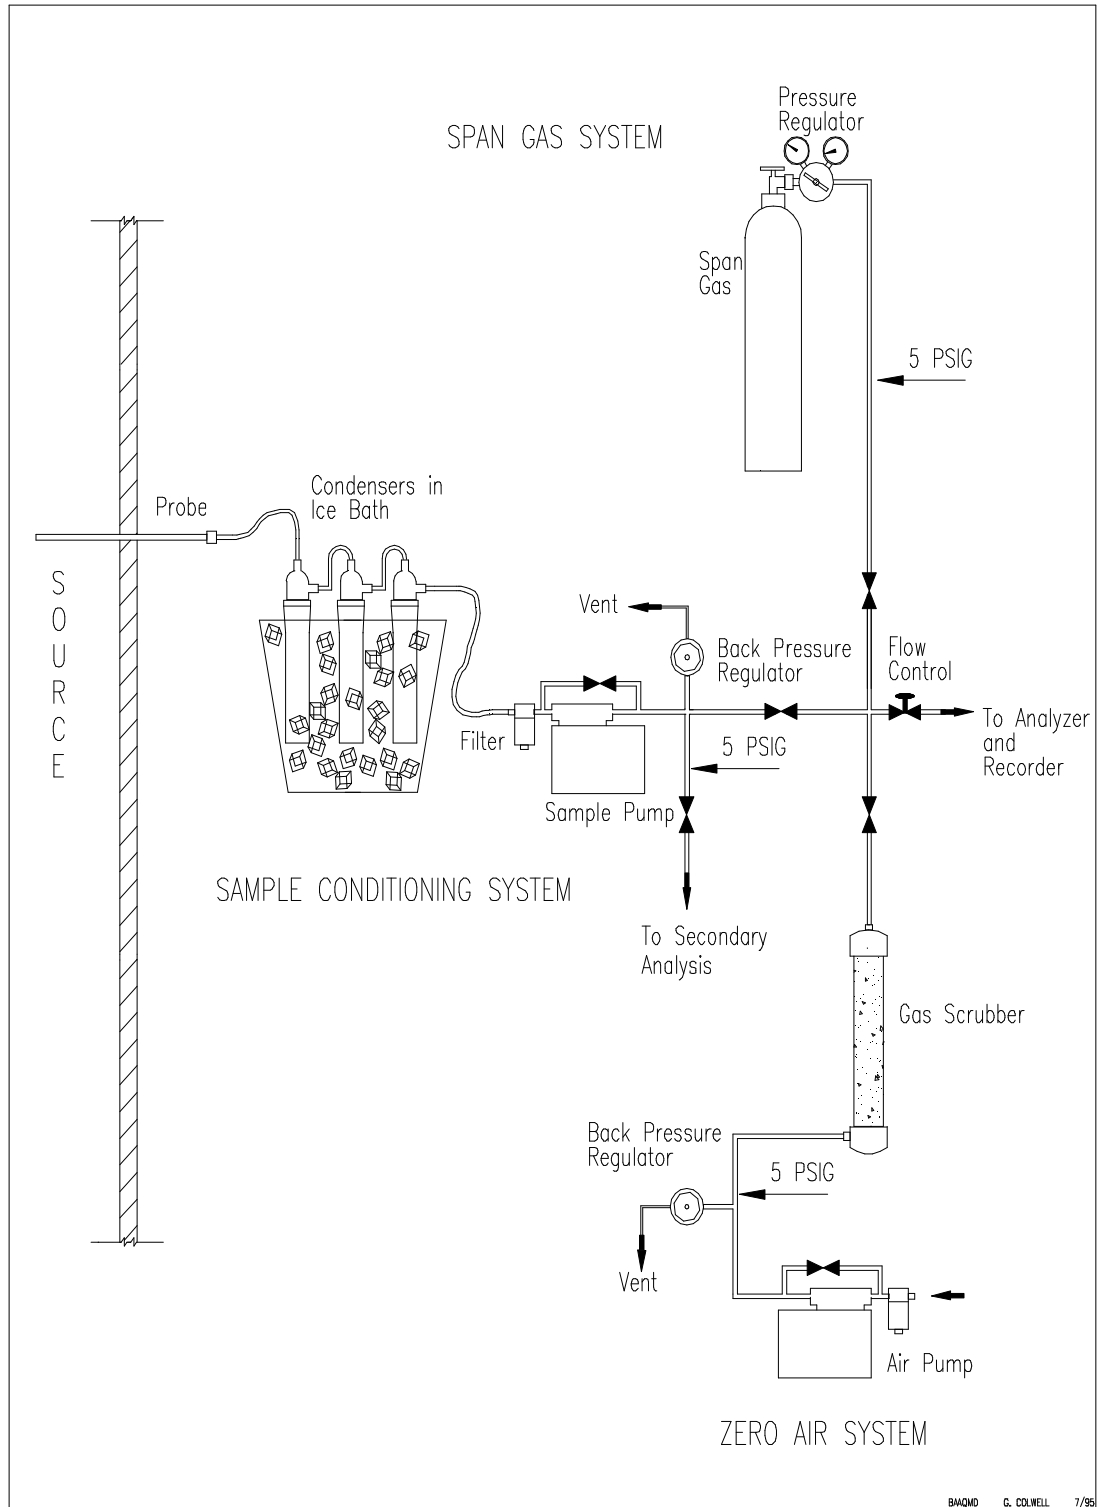 SPAN GAS SYSTEM
Pressure
Regulator
Span
Gas
5 PSIG
Probe
Condensers in
Ice Bath
SOURCE
Vent
Back Pressure
Regulator
Flow
Control
To Analyzer
and
Recorder
Filter
5 PSIG
Sample Pump
SAMPLE CONDITIONING SYSTEM
To Secondary
Analysis
Gas Scrubber
Back Pressure
Regulator
5 PSIG
Vent
Air Pump
ZERO AIR SYSTEM
BAAQMD G. COLWELL 7/95